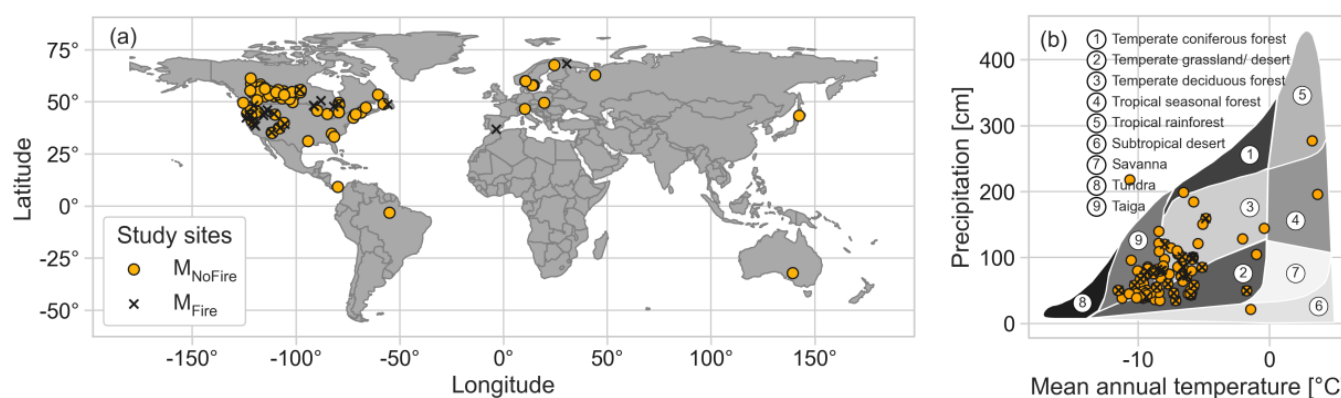 (a)
75°
50°
25°
0°
-25°
-50°
Latitude
Study sites
M_NoFire
M_Fire
-150°
-100°
-50°
0°
50°
100°
150°
Longitude
(b)
400
300
200
100
0
Precipitation [cm]
1 Temperate coniferous forest
2 Temperate grassland/ desert
3 Temperate deciduous forest
4 Tropical seasonal forest
5 Tropical rainforest
6 Subtropical desert
7 Savanna
8 Tundra
9 Taiga
5
1
3
4
9
2
7
8
6
-10
0
Mean annual temperature [°C